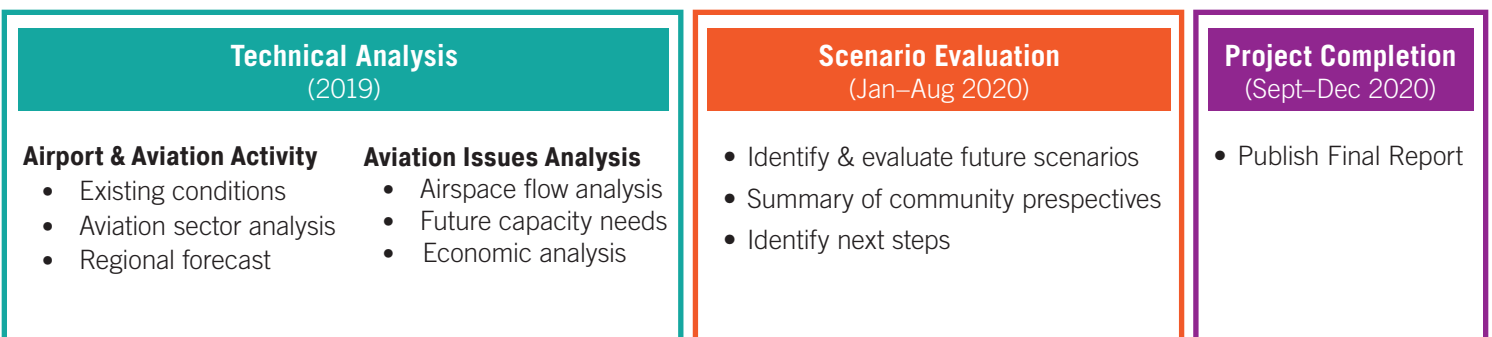 Technical Analysis
(2019)
Airport & Aviation Activity
• Existing conditions
• Aviation sector analysis
• Regional forecast
Aviation Issues Analysis
• Airspace flow analysis
• Future capacity needs
• Economic analysis
Scenario Evaluation
(Jan–Aug 2020)
• Identify & evaluate future scenarios
• Summary of community prespectives
• Identify next steps
Project Completion
(Sept–Dec 2020)
• Publish Final Report